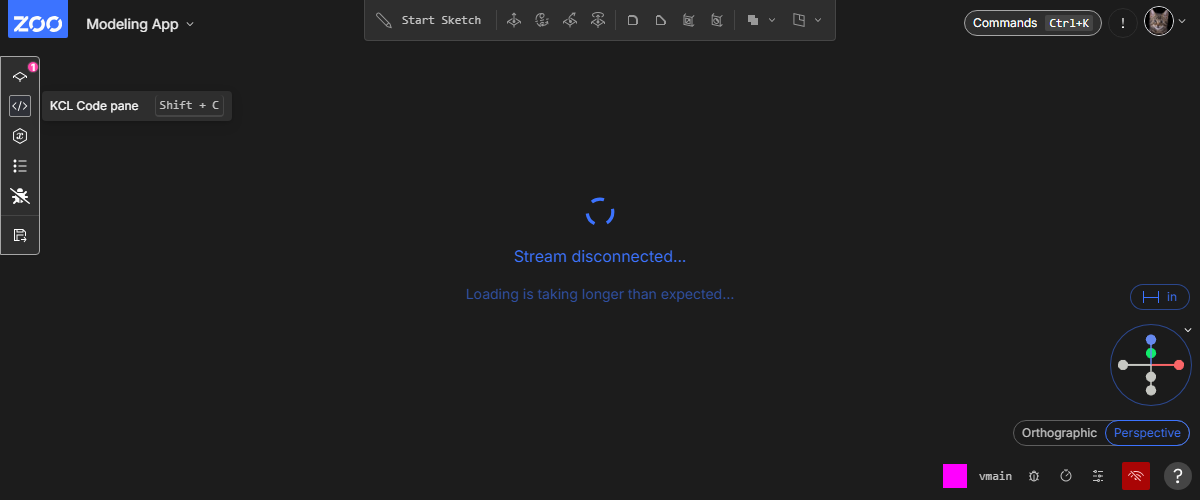 ZOO
Modeling App
Start Sketch
Commands Ctrl+K
!
1
KCL Code pane Shift + C
Stream disconnected...
Loading is taking longer than expected...
in
Orthographic Perspective
vmain
?